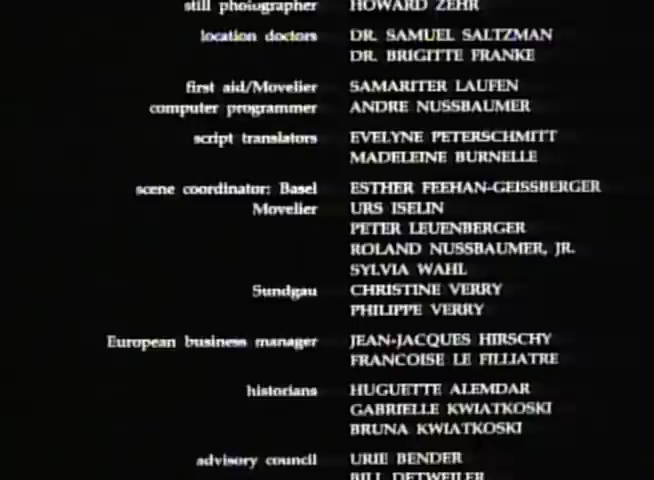 still photographer HOWARD ZEHR
location doctors DR. SAMUEL SALTZMAN
DR. BRIGITTE FRANKE
first aid/Movelier SAMARITER LAUFEN
computer programmer ANDRE NUSSBAUMER
script translators EVELYNE PETERSCHMITT
MADELEINE BURNELLE
scene coordinator: Basel ESTHER FEEHAN-GEISSBERGER
Movelier URS ISELIN
PETER LEUENBERGER
ROLAND NUSSBAUMER, JR.
SYLVIA WAHL
Sundgau CHRISTINE VERRY
PHILIPPE VERRY
European business manager JEAN-JACQUES HIRSCHY
FRANCOISE LE FILLIATRE
historians HUGUETTE ALEMDAR
GABRIELLE KWIATKOSKI
BRUNA KWIATKOSKI
advisory council URIE BENDER
BILL DETWEILER